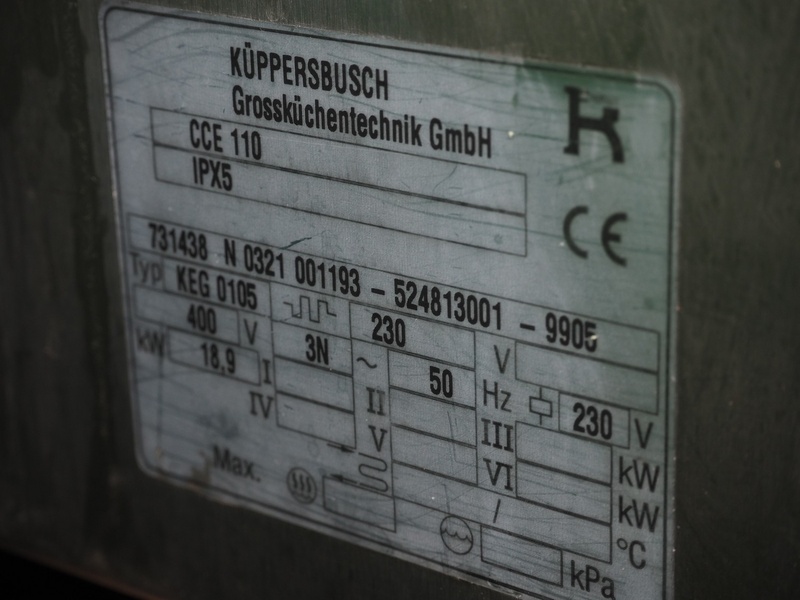 KÜPPERSBUSCH
Grossküchentechnik GmbH
K
CCE 110
IPX5
CE
731438 N 0321 001193 – 524813001 – 9905
Typ KEG 0105
400 V 3N ~ 230 V
kW 18,9 I II 50 Hz 230 V
IV V III kW
VI kW
Max. / °C
kPa